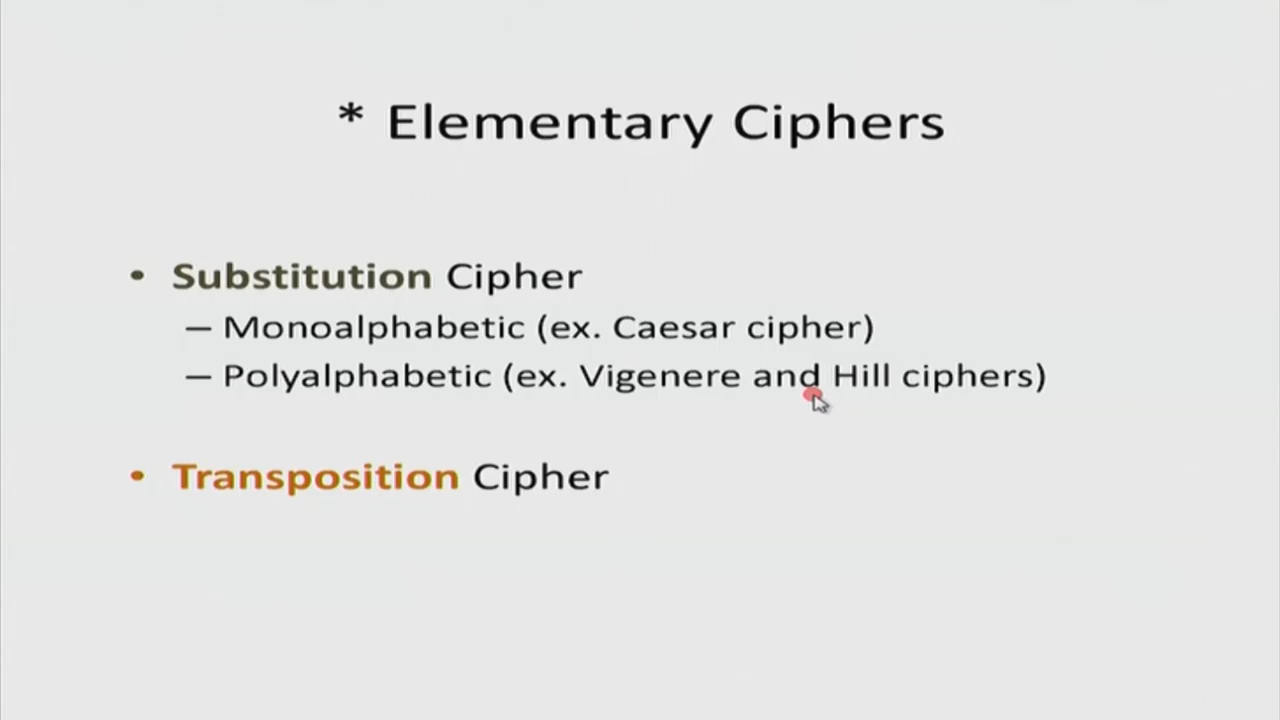 * Elementary Ciphers
• Substitution Cipher
– Monoalphabetic (ex. Caesar cipher)
– Polyalphabetic (ex. Vigenere and Hill ciphers)
• Transposition Cipher